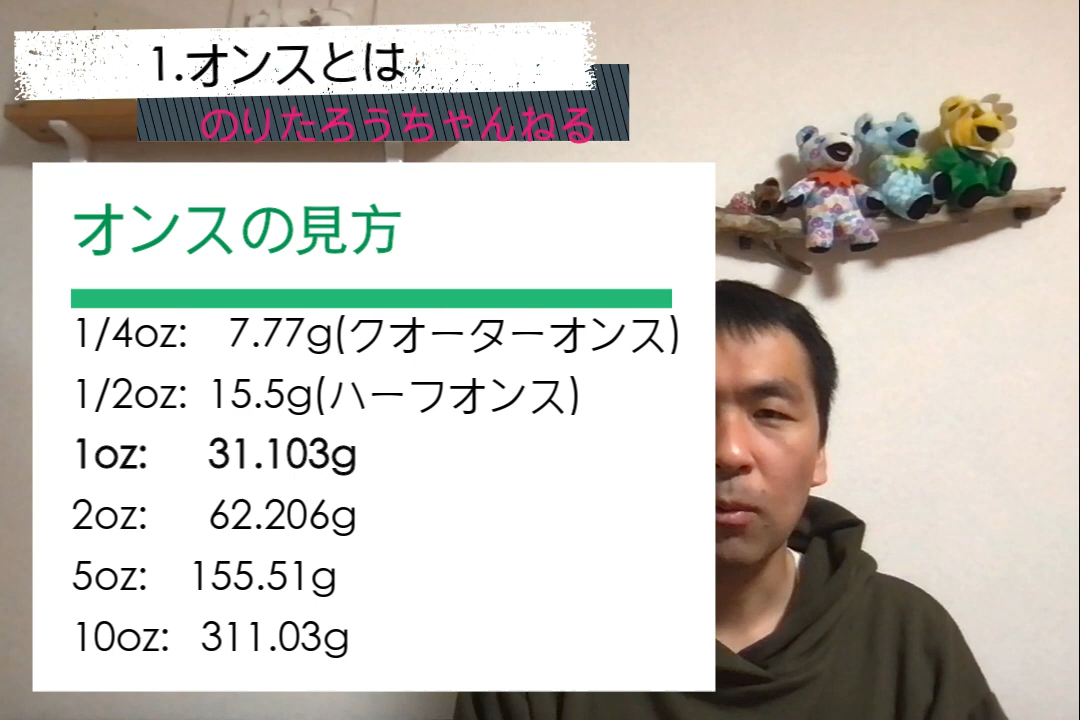 1.オンスとは
のりたろうちゃんねる
オンスの見方
1/4oz: 7.77g(クオーターオンス)
1/2oz: 15.5g(ハーフオンス)
1oz: 31.103g
2oz: 62.206g
5oz: 155.51g
10oz: 311.03g